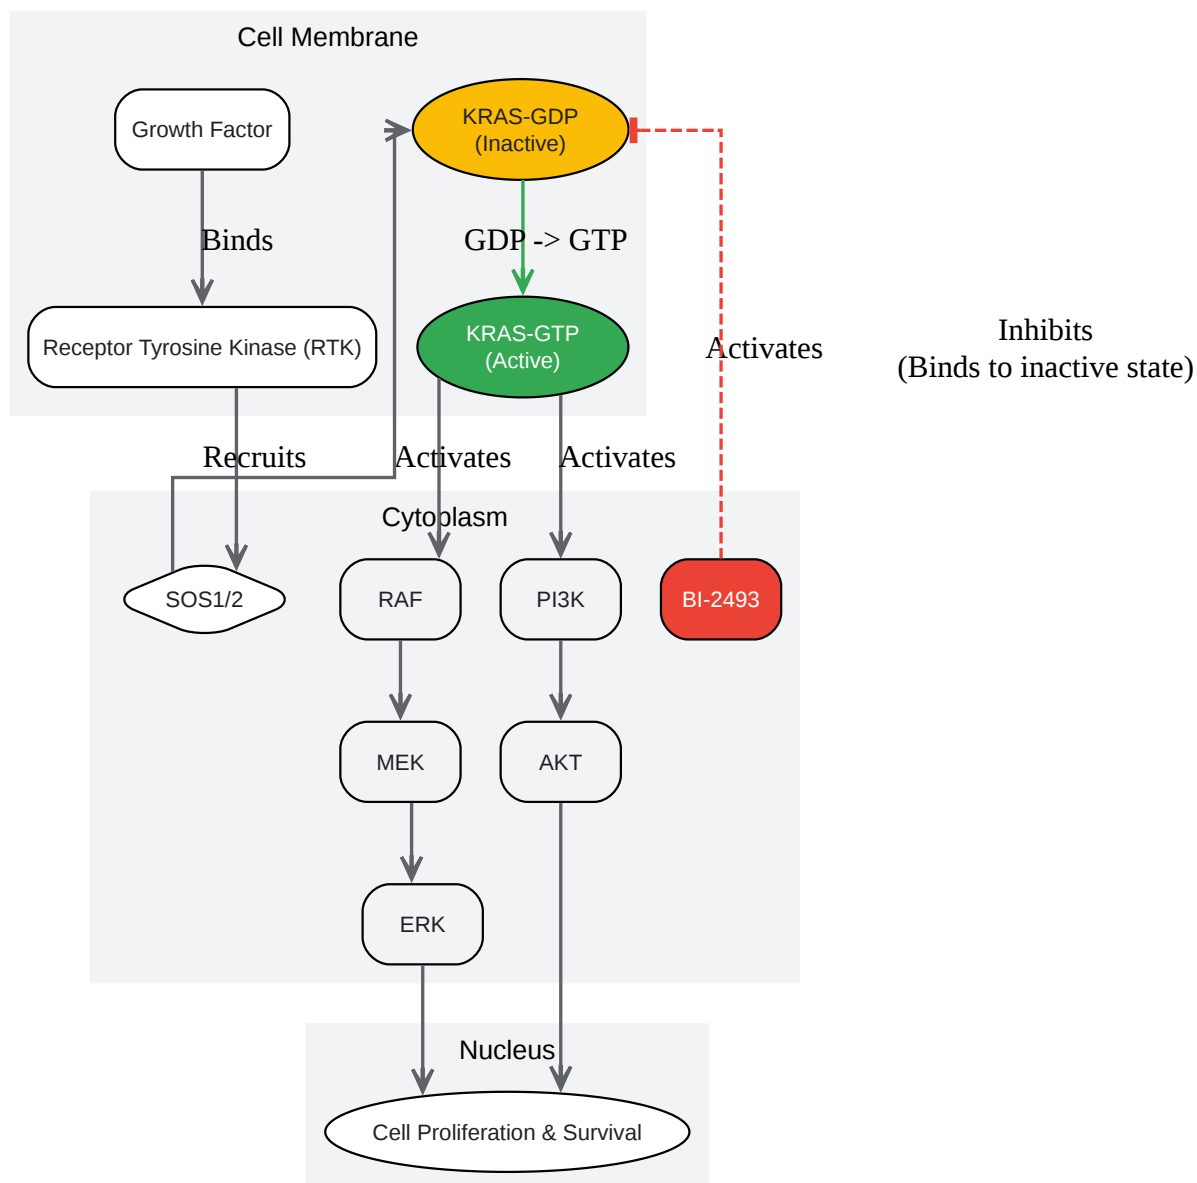 Cell Membrane
Growth Factor
KRAS-GDP
(Inactive)
Binds
GDP -> GTP
Receptor Tyrosine Kinase (RTK)
KRAS-GTP
(Active)
Activates
Inhibits
(Binds to inactive state)
Recruits
Activates
Activates
Cytoplasm
SOS1/2
RAF
PI3K
BI-2493
MEK
AKT
ERK
Nucleus
Cell Proliferation & Survival